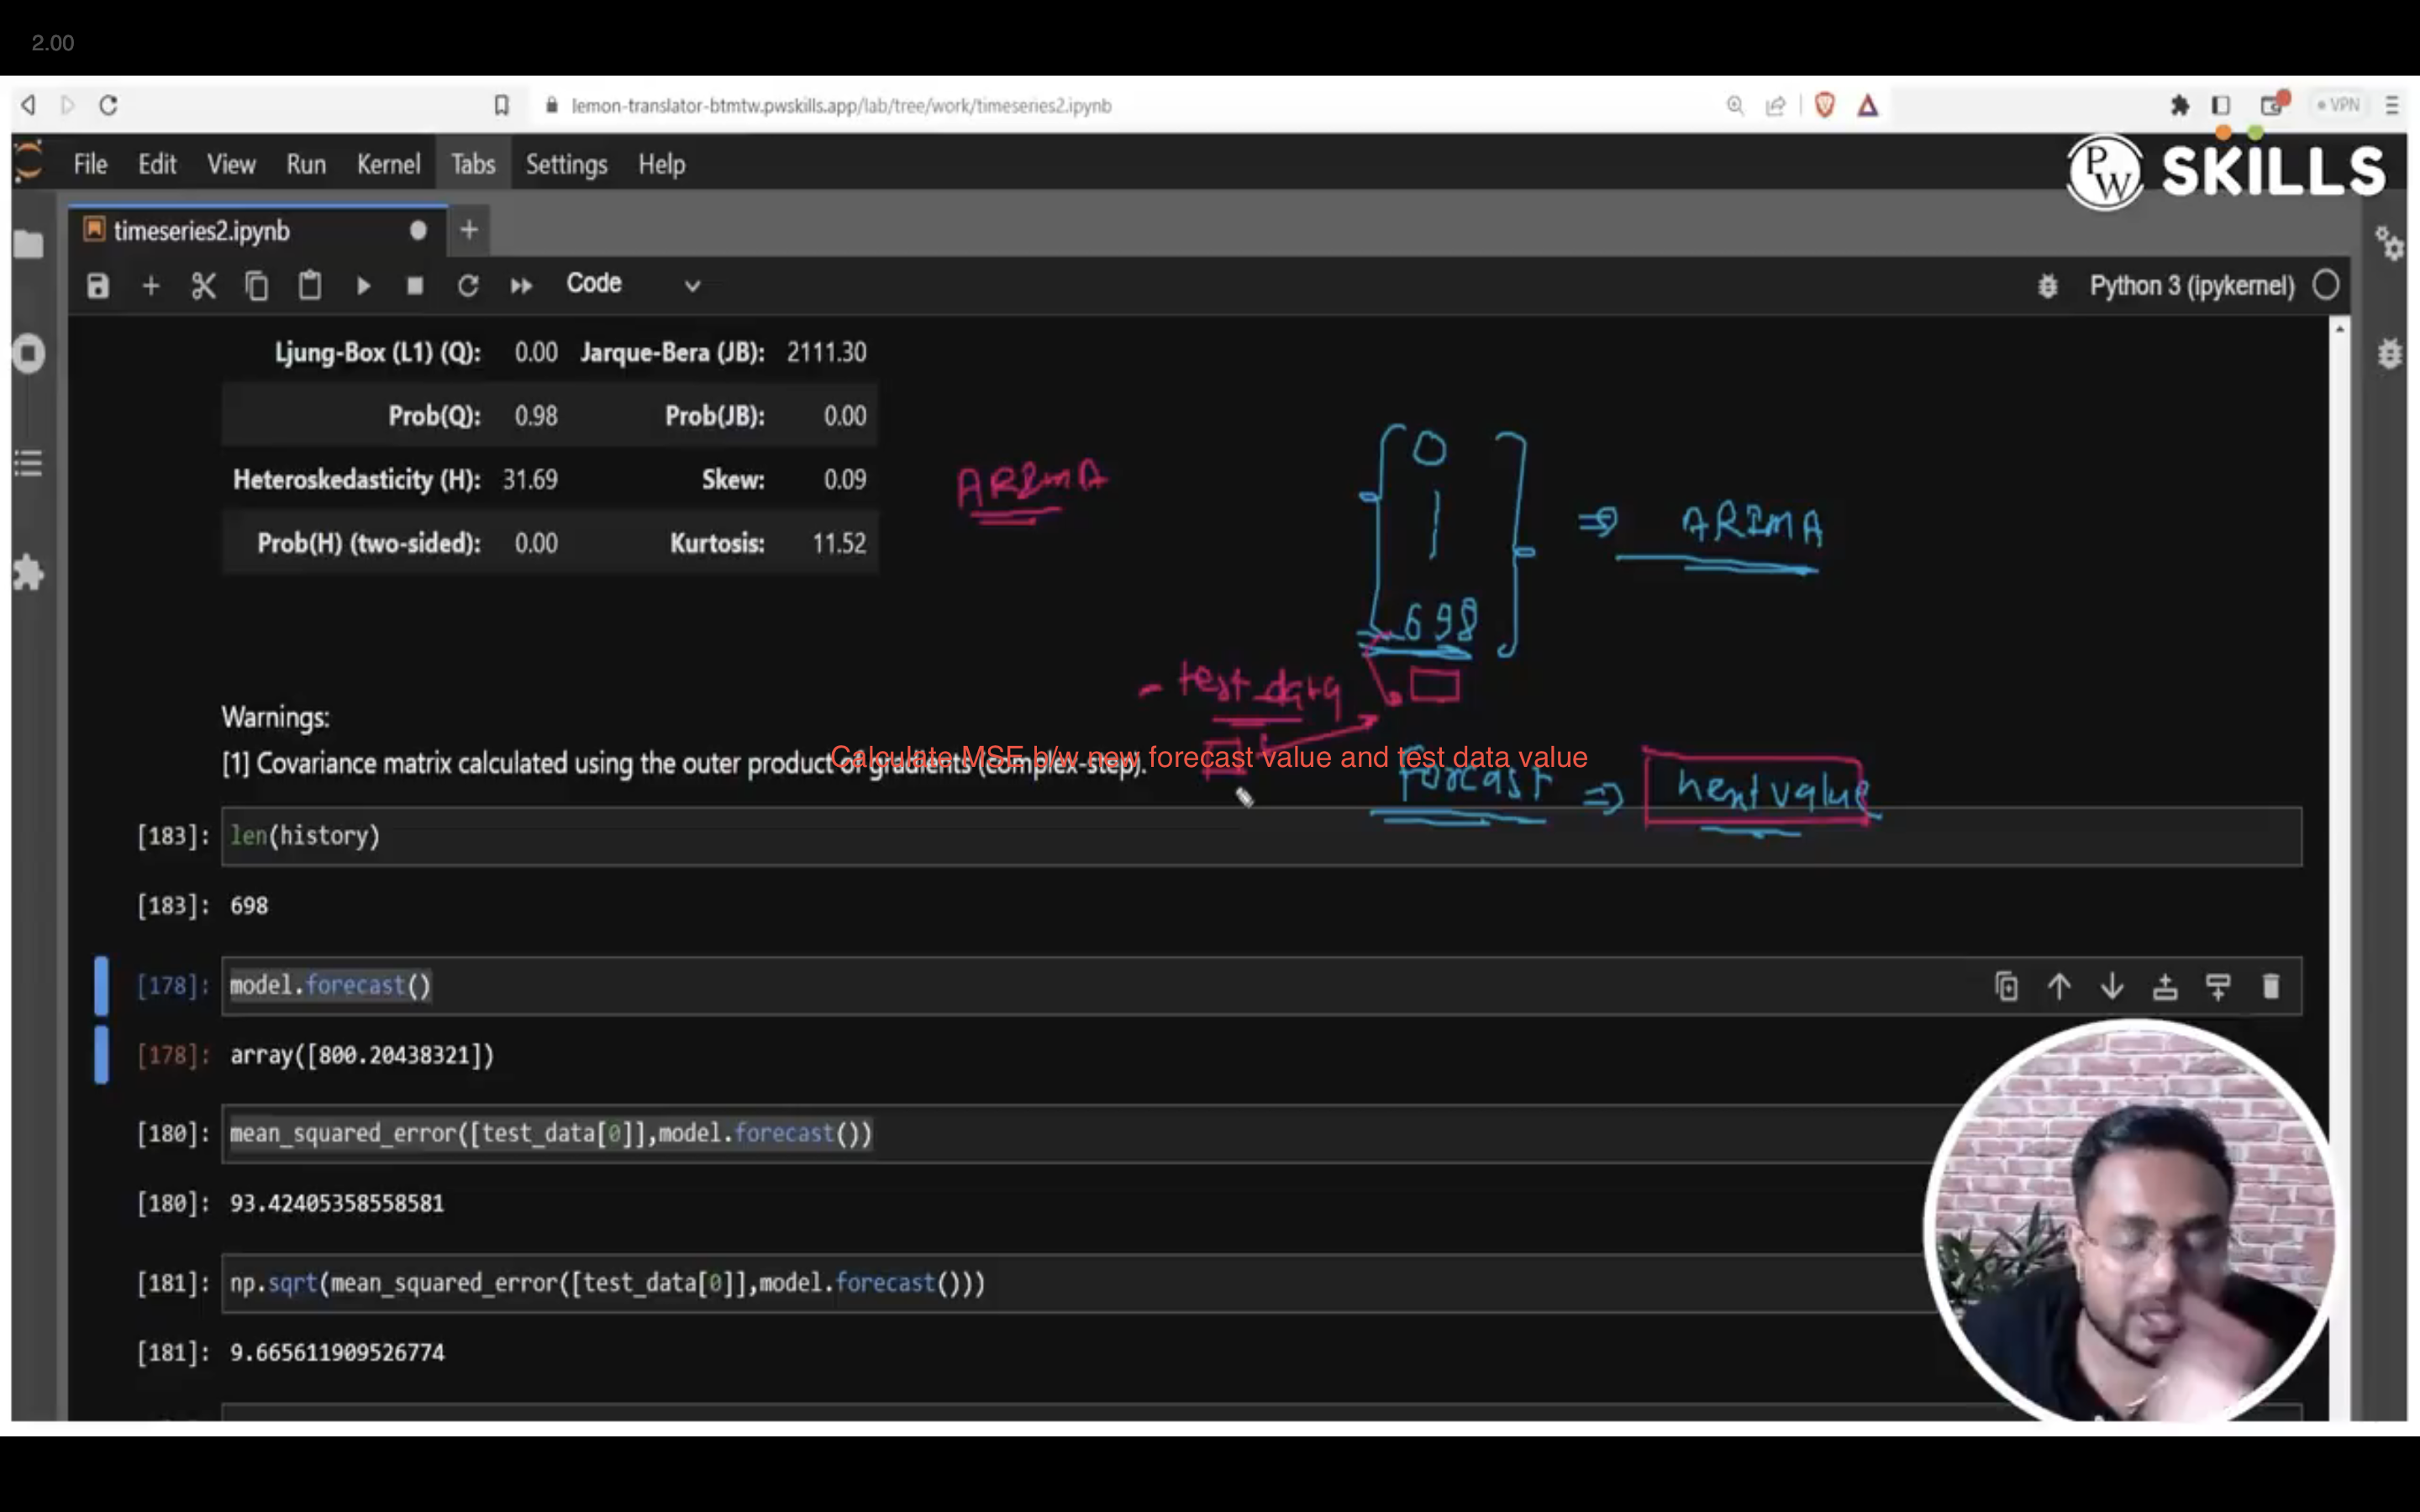 2.00
lemon-translator-btmtw.pwskills.app/lab/tree/work/timeseries2.ipynb
VPN
File Edit View Run Kernel Tabs Settings Help
PW SKILLS
timeseries2.ipynb
Code
Python 3 (ipykernel)
Ljung-Box (L1) (Q): 0.00 Jarque-Bera (JB): 2111.30
Prob(Q): 0.98 Prob(JB): 0.00
Heteroskedasticity (H): 31.69 Skew: 0.09
Prob(H) (two-sided): 0.00 Kurtosis: 11.52
ARIMA
0
1
698
⇒ ARIMA
- test_data
Warnings:
[1] Covariance matrix calculated using the outer product of gradients (complex-step).
Calculate MSE b/w new forecast value and test data value
forcast ⇒ next value
[183]: len(history)
[183]: 698
[178]: model.forecast()
[178]: array([800.20438321])
[180]: mean_squared_error([test_data[0]],model.forecast())
[180]: 93.42405358558581
[181]: np.sqrt(mean_squared_error([test_data[0]],model.forecast()))
[181]: 9.665611909526774